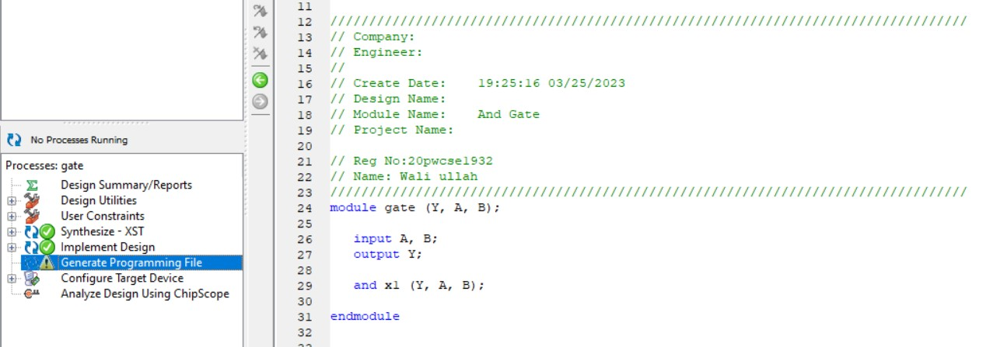 No Processes Running
Processes: gate
Design Summary/Reports
Design Utilities
User Constraints
Synthesize - XST
Implement Design
Generate Programming File
Configure Target Device
Analyze Design Using ChipScope
11
12 //////////////////////////////////////////////////////////////////////////////////
13 // Company:
14 // Engineer:
15 //
16 // Create Date:    19:25:16 03/25/2023
17 // Design Name:
18 // Module Name:    And Gate
19 // Project Name:
20
21 // Reg No:20pwcse1932
22 // Name: Wali ullah
23 //////////////////////////////////////////////////////////////////////////////////
24 module gate (Y, A, B);
25
26    input A, B;
27    output Y;
28
29    and x1 (Y, A, B);
30
31 endmodule
32